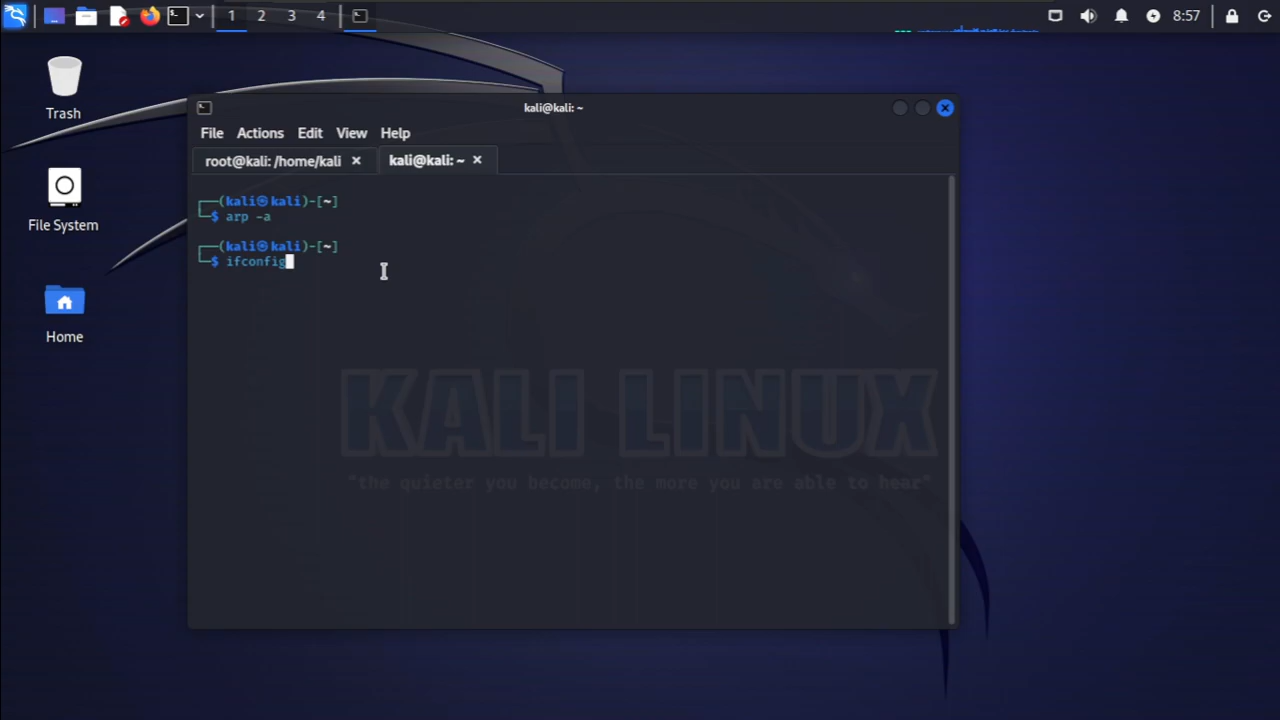 1 2 3 4
8:57
Trash
File System
Home
kali@kali: ~
File Actions Edit View Help
root@kali: /home/kali
kali@kali: ~
(kali㉿kali)-[~]
$ arp -a
(kali㉿kali)-[~]
$ ifconfig
KALI LINUX
"the quieter you become, the more you are able to hear"